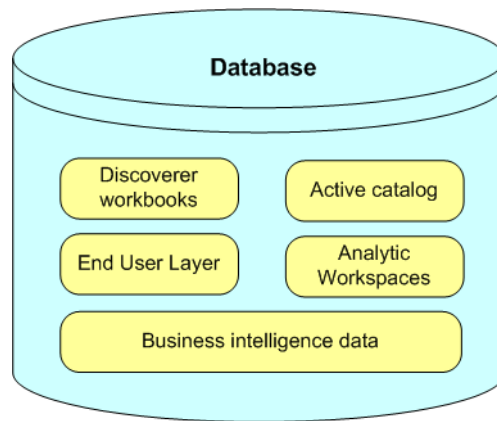 Database
Discoverer
workbooks
Active catalog
End User Layer
Analytic
Workspaces
Business intelligence data